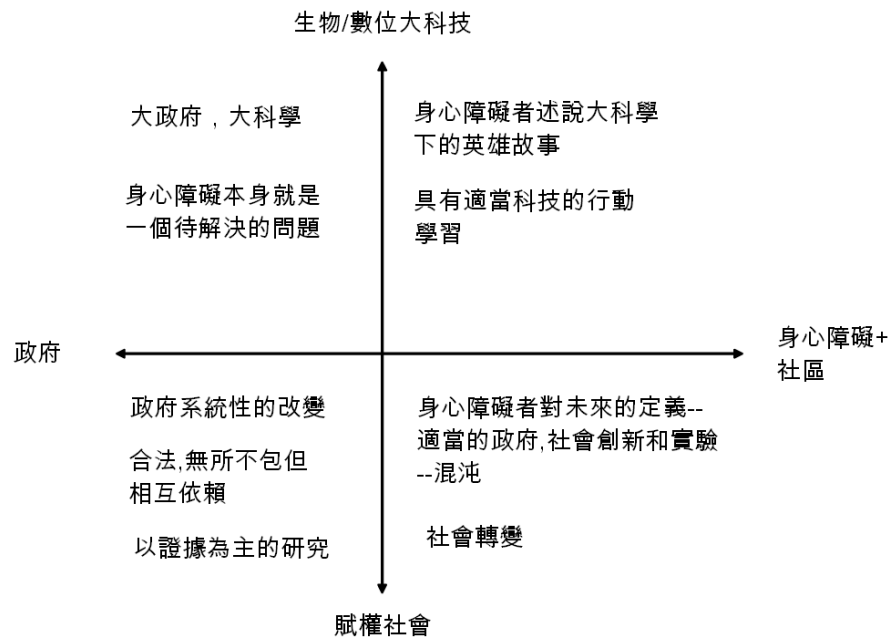 生物/數位大科技
大政府，大科學
身心障礙本身就是
一個待解決的問題
身心障礙者述說大科學
下的英雄故事
具有適當科技的行動
學習
政府
身心障礙+
社區
政府系統性的改變
合法,無所不包但
相互依賴
以證據為主的研究
身心障礙者對未來的定義--
適當的政府,社會創新和實驗
--混沌
社會轉變
賦權社會